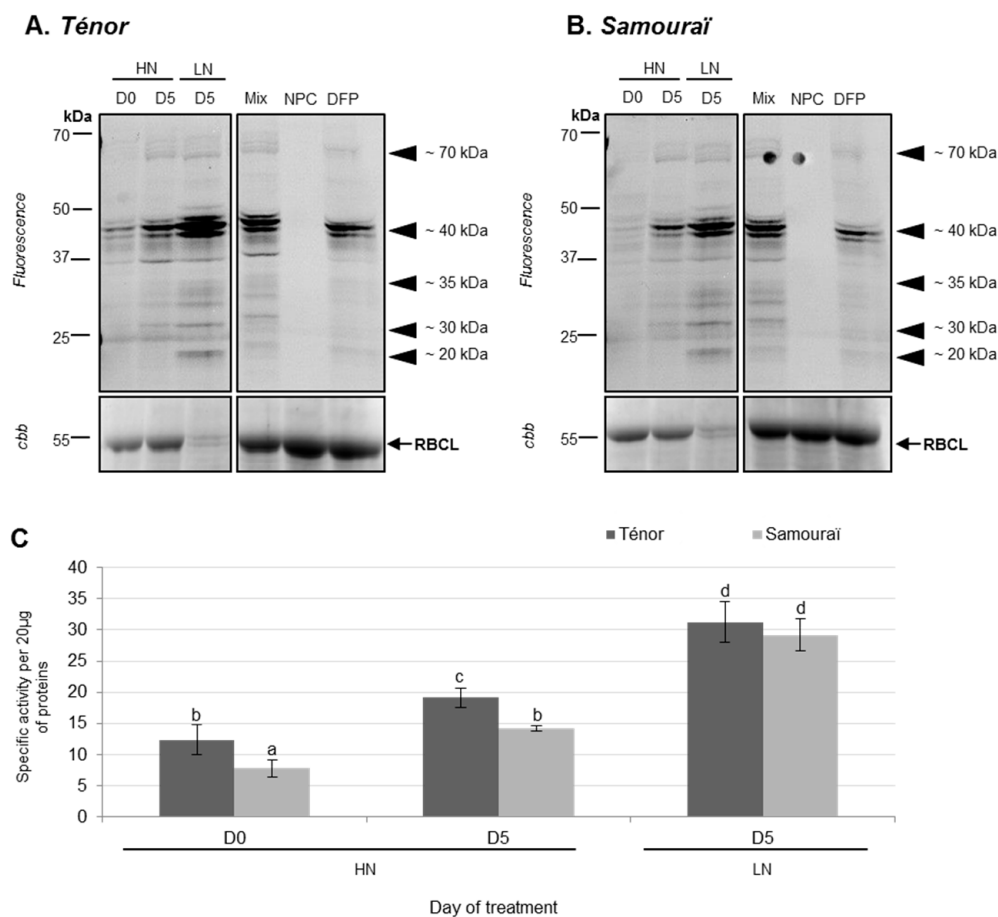 A. Ténor
HN LN
D0 D5 D5 Mix NPC DFP
kDa
70
50
37
25
Fluorescence
~ 70 kDa
~ 40 kDa
~ 35 kDa
~ 30 kDa
~ 20 kDa
cbb
55
RBCL
B. Samouraï
HN LN
D0 D5 D5 Mix NPC DFP
kDa
70
50
37
25
Fluorescence
~ 70 kDa
~ 40 kDa
~ 35 kDa
~ 30 kDa
~ 20 kDa
cbb
55
RBCL
C
Ténor Samouraï
Specific activity per 20µg
of proteins
40
35
30
25
20
15
10
5
0
b a c b d d
D0 D5 D5
HN LN
Day of treatment